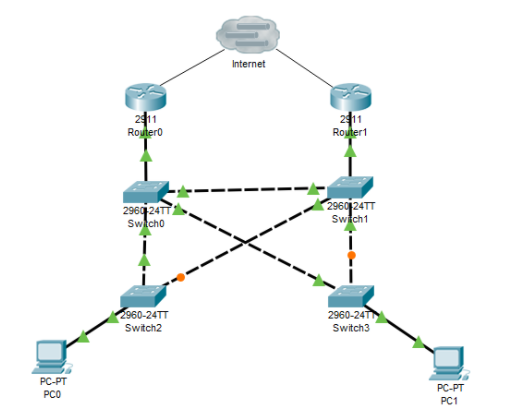 Internet
2911
Router0
2911
Router1
2960-24TT
Switch0
2960-24TT
Switch1
2960-24TT
Switch2
2960-24TT
Switch3
PC-PT
PC0
PC-PT
PC1